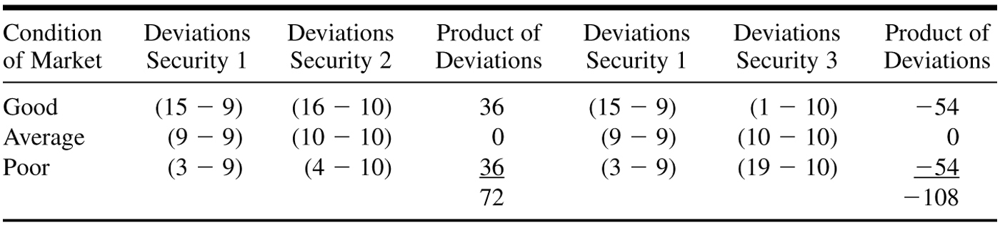 Condition Deviations Deviations Product of Deviations Deviations Product of
of Market Security 1 Security 2 Deviations Security 1 Security 3 Deviations
Good (15 − 9) (16 − 10) 36 (15 − 9) (1 − 10) −54
Average (9 − 9) (10 − 10) 0 (9 − 9) (10 − 10) 0
Poor (3 − 9) (4 − 10) 36 (3 − 9) (19 − 10) −54
72 −108